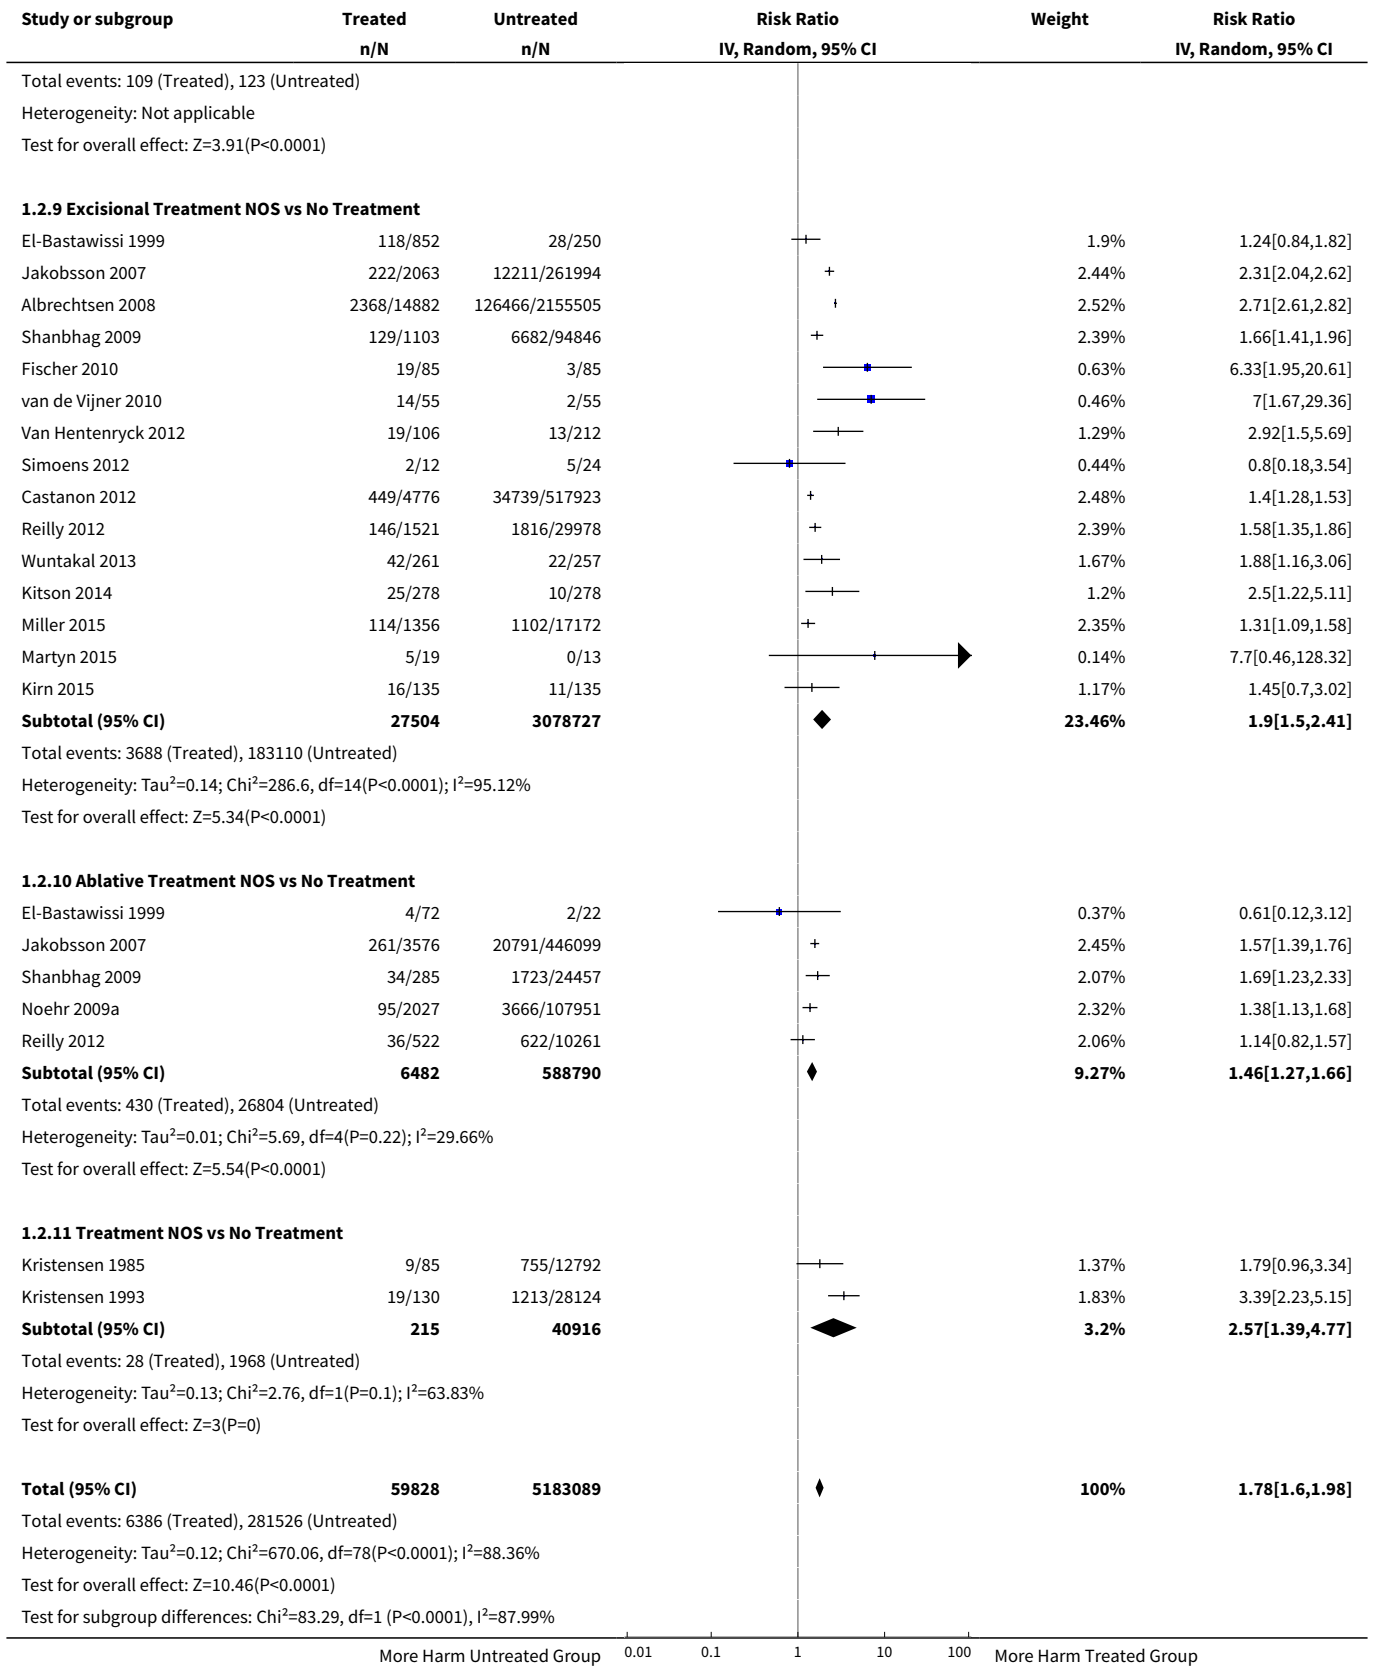 Study or subgroup Treated Untreated Risk Ratio Weight Risk Ratio
n/N n/N IV, Random, 95% CI IV, Random, 95% CI
Total events: 109 (Treated), 123 (Untreated)
Heterogeneity: Not applicable
Test for overall effect: Z=3.91(P<0.0001)
1.2.9 Excisional Treatment NOS vs No Treatment
El-Bastawissi 1999 118/852 28/250 1.9% 1.24[0.84,1.82]
Jakobsson 2007 222/2063 12211/261994 2.44% 2.31[2.04,2.62]
Albrechtsen 2008 2368/14882 126466/2155505 2.52% 2.71[2.61,2.82]
Shanbhag 2009 129/1103 6682/94846 2.39% 1.66[1.41,1.96]
Fischer 2010 19/85 3/85 0.63% 6.33[1.95,20.61]
van de Vijner 2010 14/55 2/55 0.46% 7[1.67,29.36]
Van Hentenryck 2012 19/106 13/212 1.29% 2.92[1.5,5.69]
Simoens 2012 2/12 5/24 0.44% 0.8[0.18,3.54]
Castanon 2012 449/4776 34739/517923 2.48% 1.4[1.28,1.53]
Reilly 2012 146/1521 1816/29978 2.39% 1.58[1.35,1.86]
Wuntakal 2013 42/261 22/257 1.67% 1.88[1.16,3.06]
Kitson 2014 25/278 10/278 1.2% 2.5[1.22,5.11]
Miller 2015 114/1356 1102/17172 2.35% 1.31[1.09,1.58]
Martyn 2015 5/19 0/13 0.14% 7.7[0.46,128.32]
Kirn 2015 16/135 11/135 1.17% 1.45[0.7,3.02]
Subtotal (95% CI) 27504 3078727 23.46% 1.9[1.5,2.41]
Total events: 3688 (Treated), 183110 (Untreated)
Heterogeneity: Tau²=0.14; Chi²=286.6, df=14(P<0.0001); I²=95.12%
Test for overall effect: Z=5.34(P<0.0001)
1.2.10 Ablative Treatment NOS vs No Treatment
El-Bastawissi 1999 4/72 2/22 0.37% 0.61[0.12,3.12]
Jakobsson 2007 261/3576 20791/446099 2.45% 1.57[1.39,1.76]
Shanbhag 2009 34/285 1723/24457 2.07% 1.69[1.23,2.33]
Noehr 2009a 95/2027 3666/107951 2.32% 1.38[1.13,1.68]
Reilly 2012 36/522 622/10261 2.06% 1.14[0.82,1.57]
Subtotal (95% CI) 6482 588790 9.27% 1.46[1.27,1.66]
Total events: 430 (Treated), 26804 (Untreated)
Heterogeneity: Tau²=0.01; Chi²=5.69, df=4(P=0.22); I²=29.66%
Test for overall effect: Z=5.54(P<0.0001)
1.2.11 Treatment NOS vs No Treatment
Kristensen 1985 9/85 755/12792 1.37% 1.79[0.96,3.34]
Kristensen 1993 19/130 1213/28124 1.83% 3.39[2.23,5.15]
Subtotal (95% CI) 215 40916 3.2% 2.57[1.39,4.77]
Total events: 28 (Treated), 1968 (Untreated)
Heterogeneity: Tau²=0.13; Chi²=2.76, df=1(P=0.1); I²=63.83%
Test for overall effect: Z=3(P=0)
Total (95% CI) 59828 5183089 100% 1.78[1.6,1.98]
Total events: 6386 (Treated), 281526 (Untreated)
Heterogeneity: Tau²=0.12; Chi²=670.06, df=78(P<0.0001); I²=88.36%
Test for overall effect: Z=10.46(P<0.0001)
Test for subgroup differences: Chi²=83.29, df=1 (P<0.0001), I²=87.99%
More Harm Untreated Group 0.01 0.1 1 10 100 More Harm Treated Group